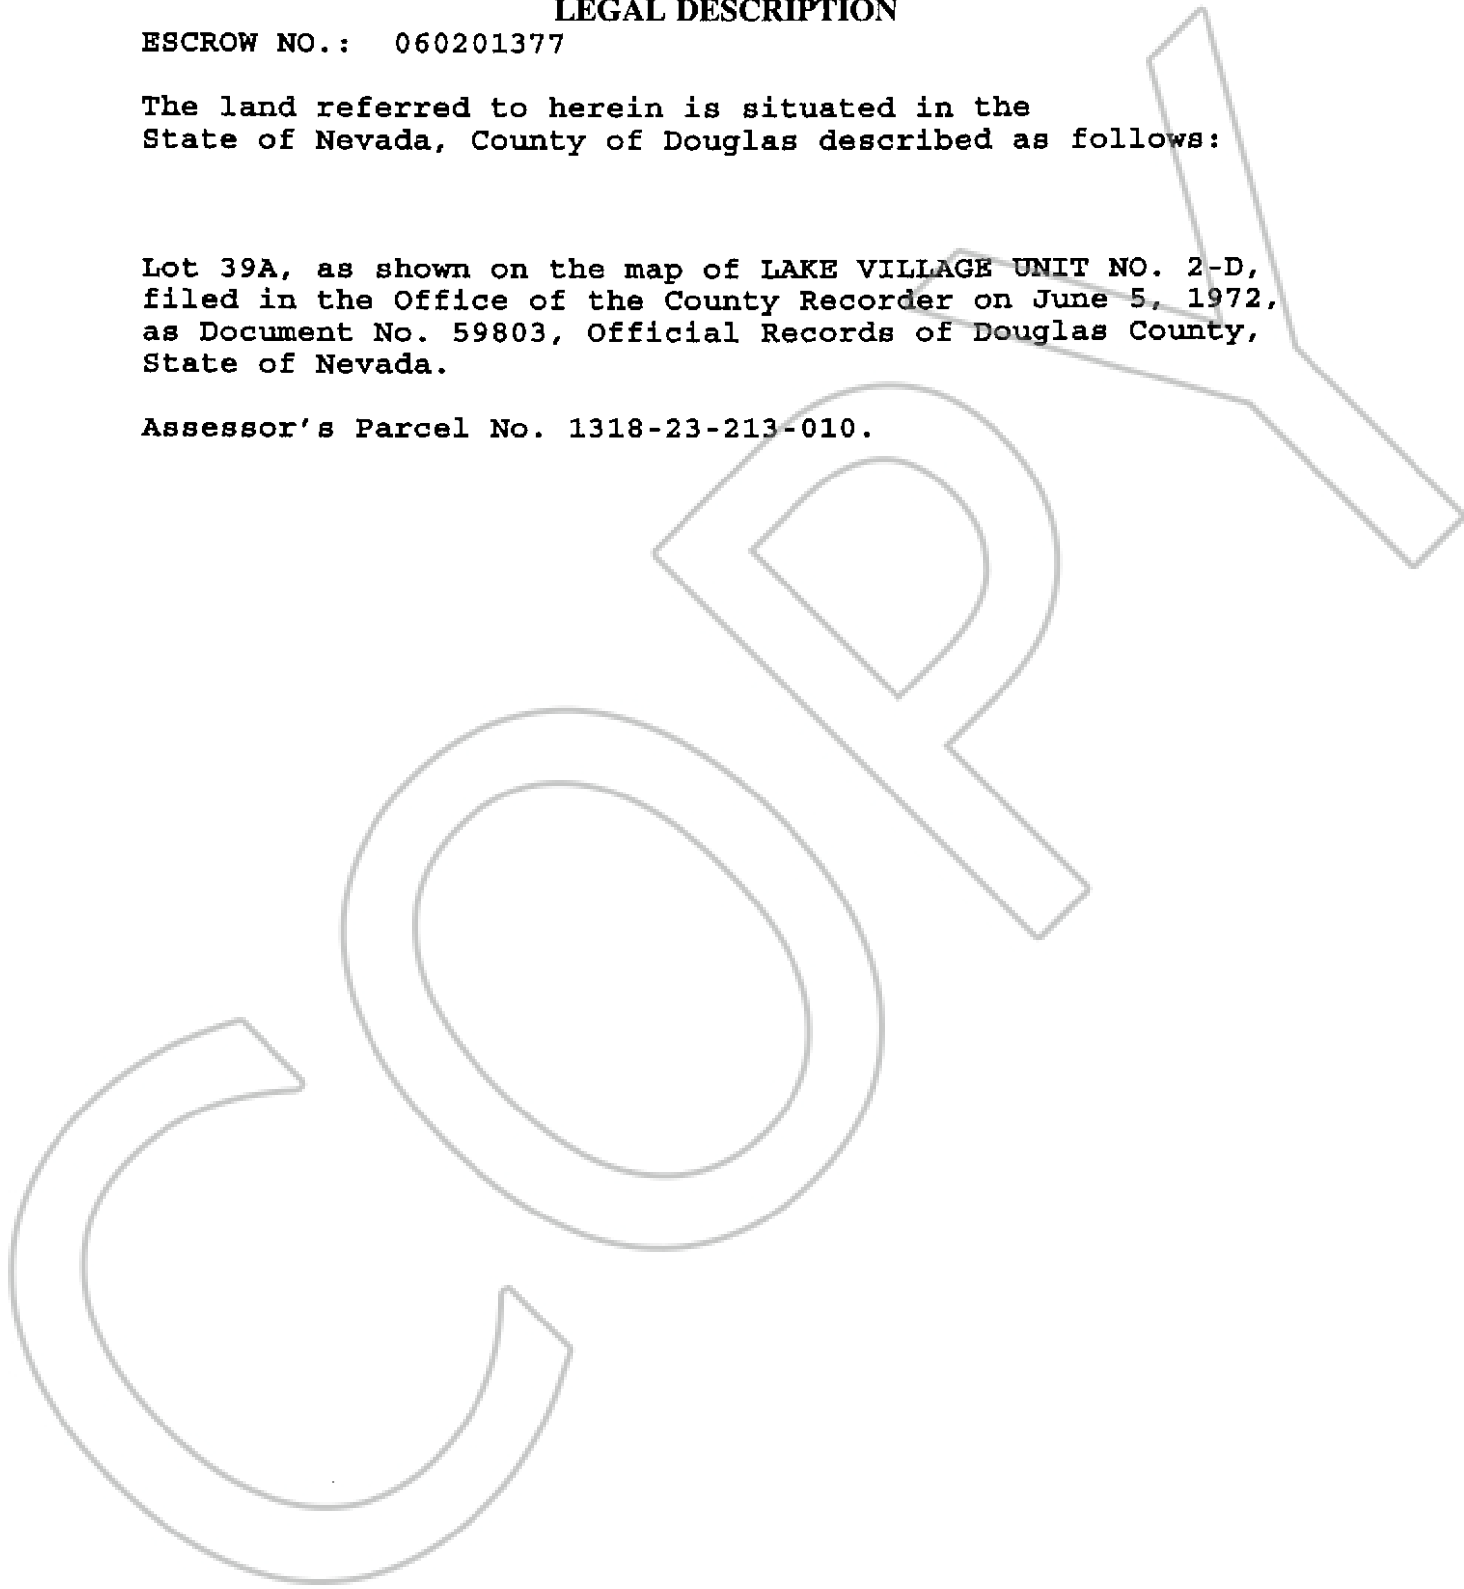 LEGAL DESCRIPTION
ESCROW NO.: 060201377
The land referred to herein is situated in the
State of Nevada, County of Douglas described as follows:
Lot 39A, as shown on the map of LAKE VILLAGE UNIT NO. 2-D,
filed in the Office of the County Recorder on June 5, 1972,
as Document No. 59803, Official Records of Douglas County,
State of Nevada.
Assessor's Parcel No. 1318-23-213-010.
COPY